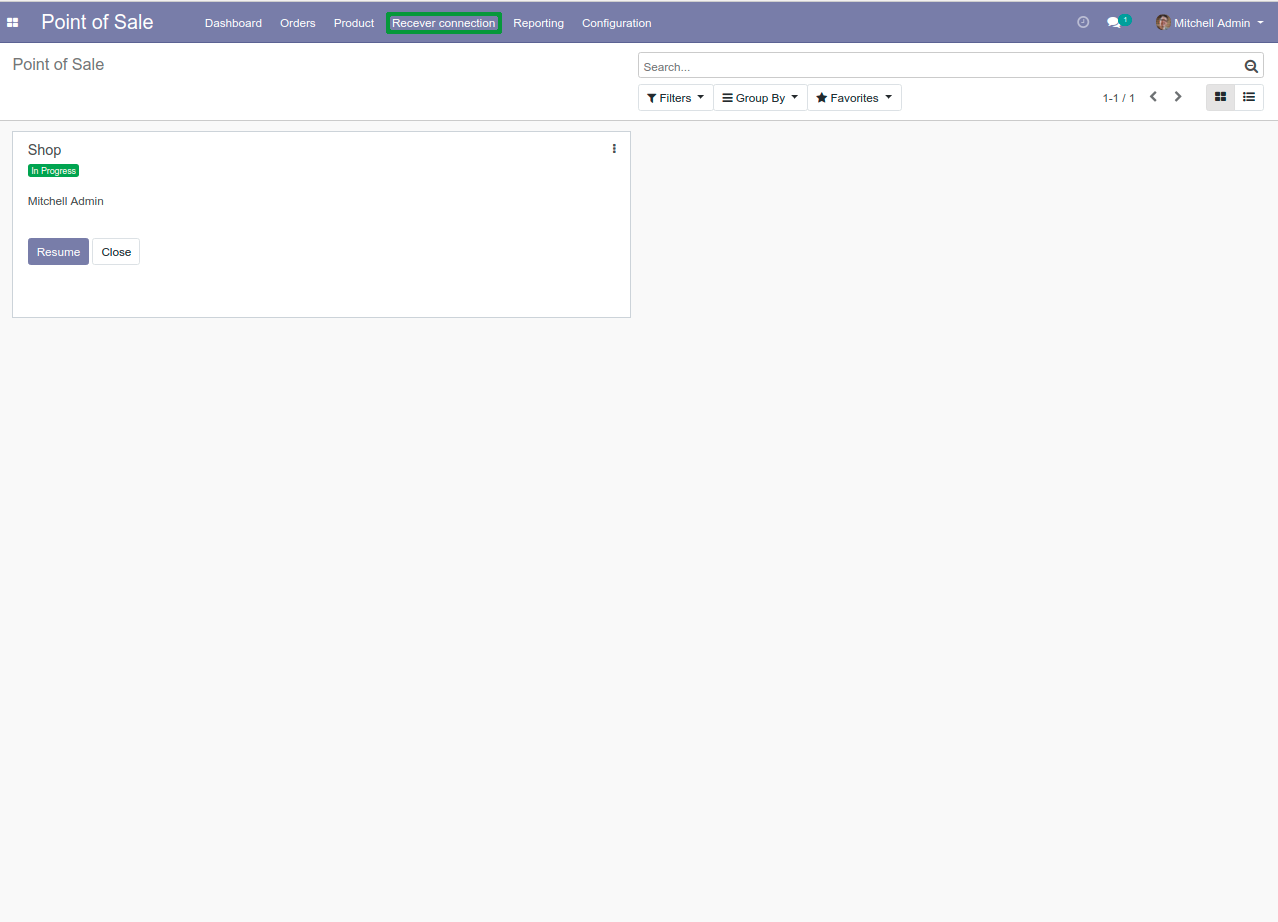 Point of Sale Dashboard Orders Product Recever connection Reporting Configuration 1 Mitchell Admin
Point of Sale
Search...
Filters Group By Favorites 1-1 / 1
Shop
In Progress
Mitchell Admin
Resume Close